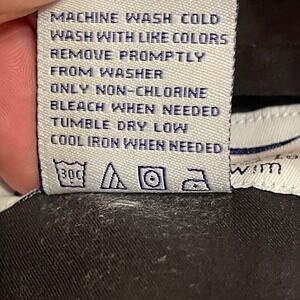 MACHINE WASH COLD
WASH WITH LIKE COLORS
REMOVE PROMPTLY
FROM WASHER
ONLY NON-CHLORINE
BLEACH WHEN NEEDED
TUMBLE DRY LOW
COOL IRON WHEN NEEDED
30C